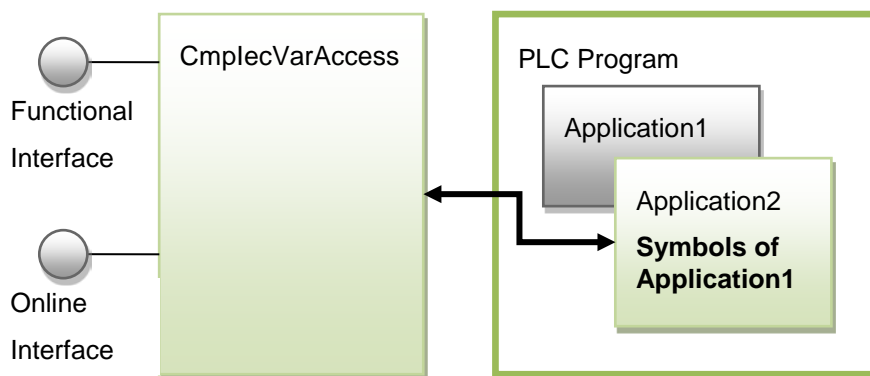 CmpIecVarAccess
Functional
Interface
Online
Interface
PLC Program
Application1
Application2
Symbols of
Application1